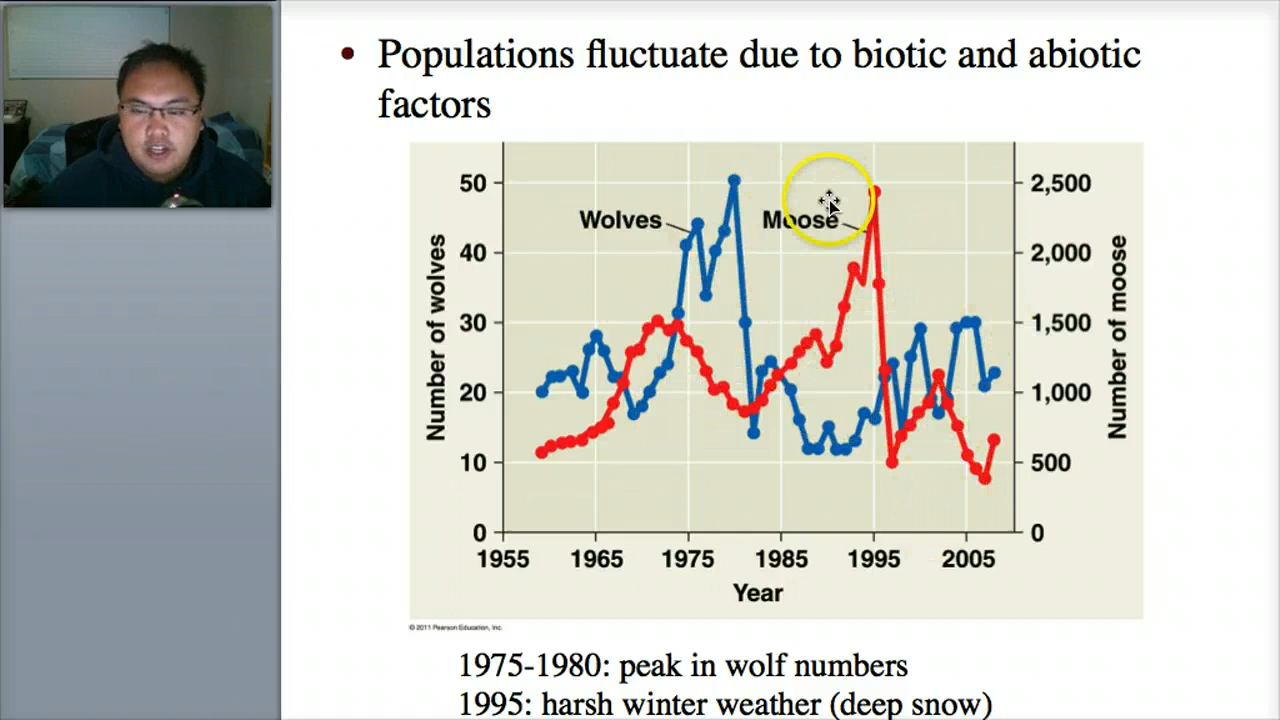 • Populations fluctuate due to biotic and abiotic
factors
50
40
30
20
10
0
Number of wolves
Wolves
Moose
2,500
2,000
1,500
1,000
500
0
Number of moose
1955 1965 1975 1985 1995 2005
Year
© 2011 Pearson Education, Inc.
1975-1980: peak in wolf numbers
1995: harsh winter weather (deep snow)